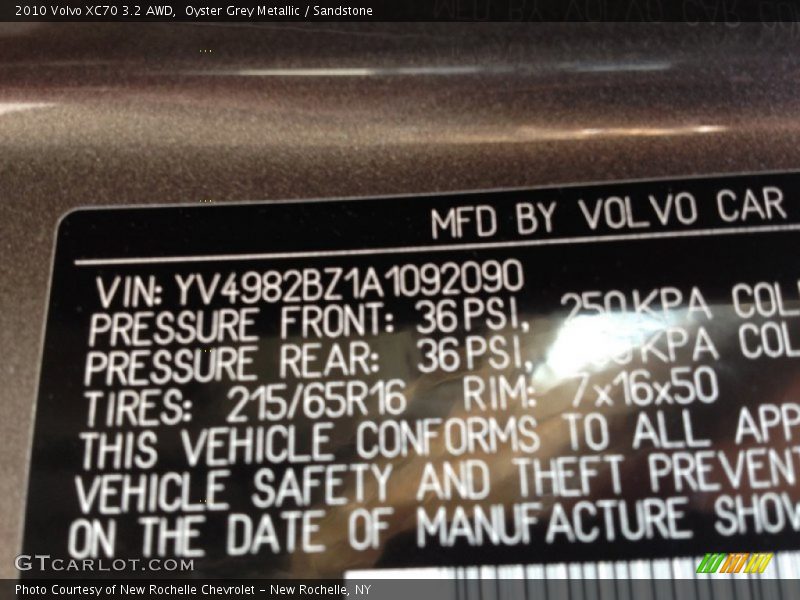 2010 Volvo XC70 3.2 AWD,  Oyster Grey Metallic / Sandstone
MFD BY VOLVO CAR
VIN: YV4982BZ1A1092090
PRESSURE FRONT: 36 PSI, 250 KPA COL
PRESSURE REAR: 36 PSI, KPA COL
TIRES: 215/65R16 RIM: 7x16x50
THIS VEHICLE CONFORMS TO ALL APP
VEHICLE SAFETY AND THEFT PREVENT
ON THE DATE OF MANUFACTURE SHOW
GTCARLOT.COM
Photo Courtesy of New Rochelle Chevrolet - New Rochelle, NY